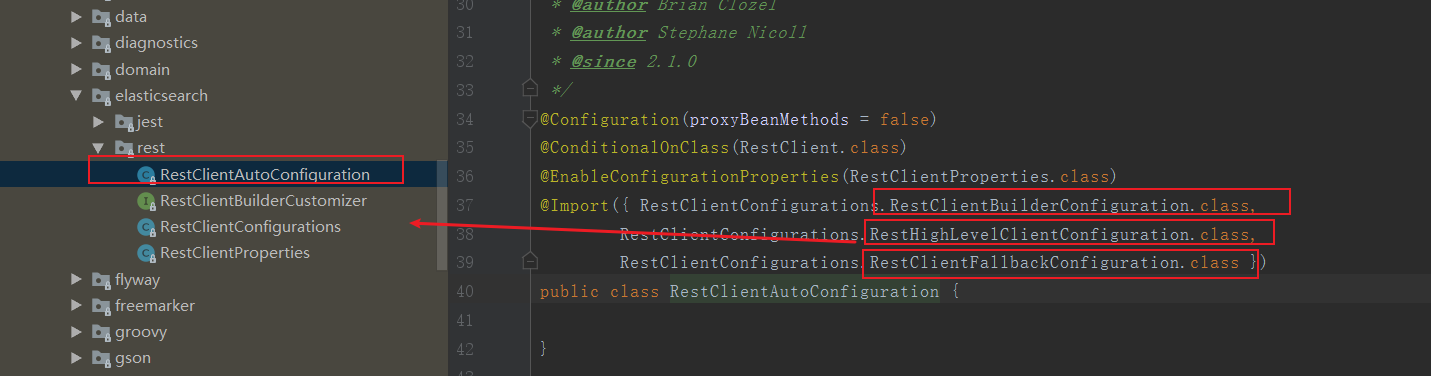 data
diagnostics
domain
elasticsearch
jest
rest
RestClientAutoConfiguration
RestClientBuilderCustomizer
RestClientConfigurations
RestClientProperties
flyway
freemarker
groovy
gson
30 * @author Brian Clozel
31 * @author Stephane Nicoll
32 * @since 2.1.0
33 */
34 @Configuration(proxyBeanMethods = false)
35 @ConditionalOnClass(RestClient.class)
36 @EnableConfigurationProperties(RestClientProperties.class)
37 @Import({ RestClientConfigurations.RestClientBuilderConfiguration.class,
38 RestClientConfigurations.RestHighLevelClientConfiguration.class,
39 RestClientConfigurations.RestClientFallbackConfiguration.class })
40 public class RestClientAutoConfiguration {
41
42 }